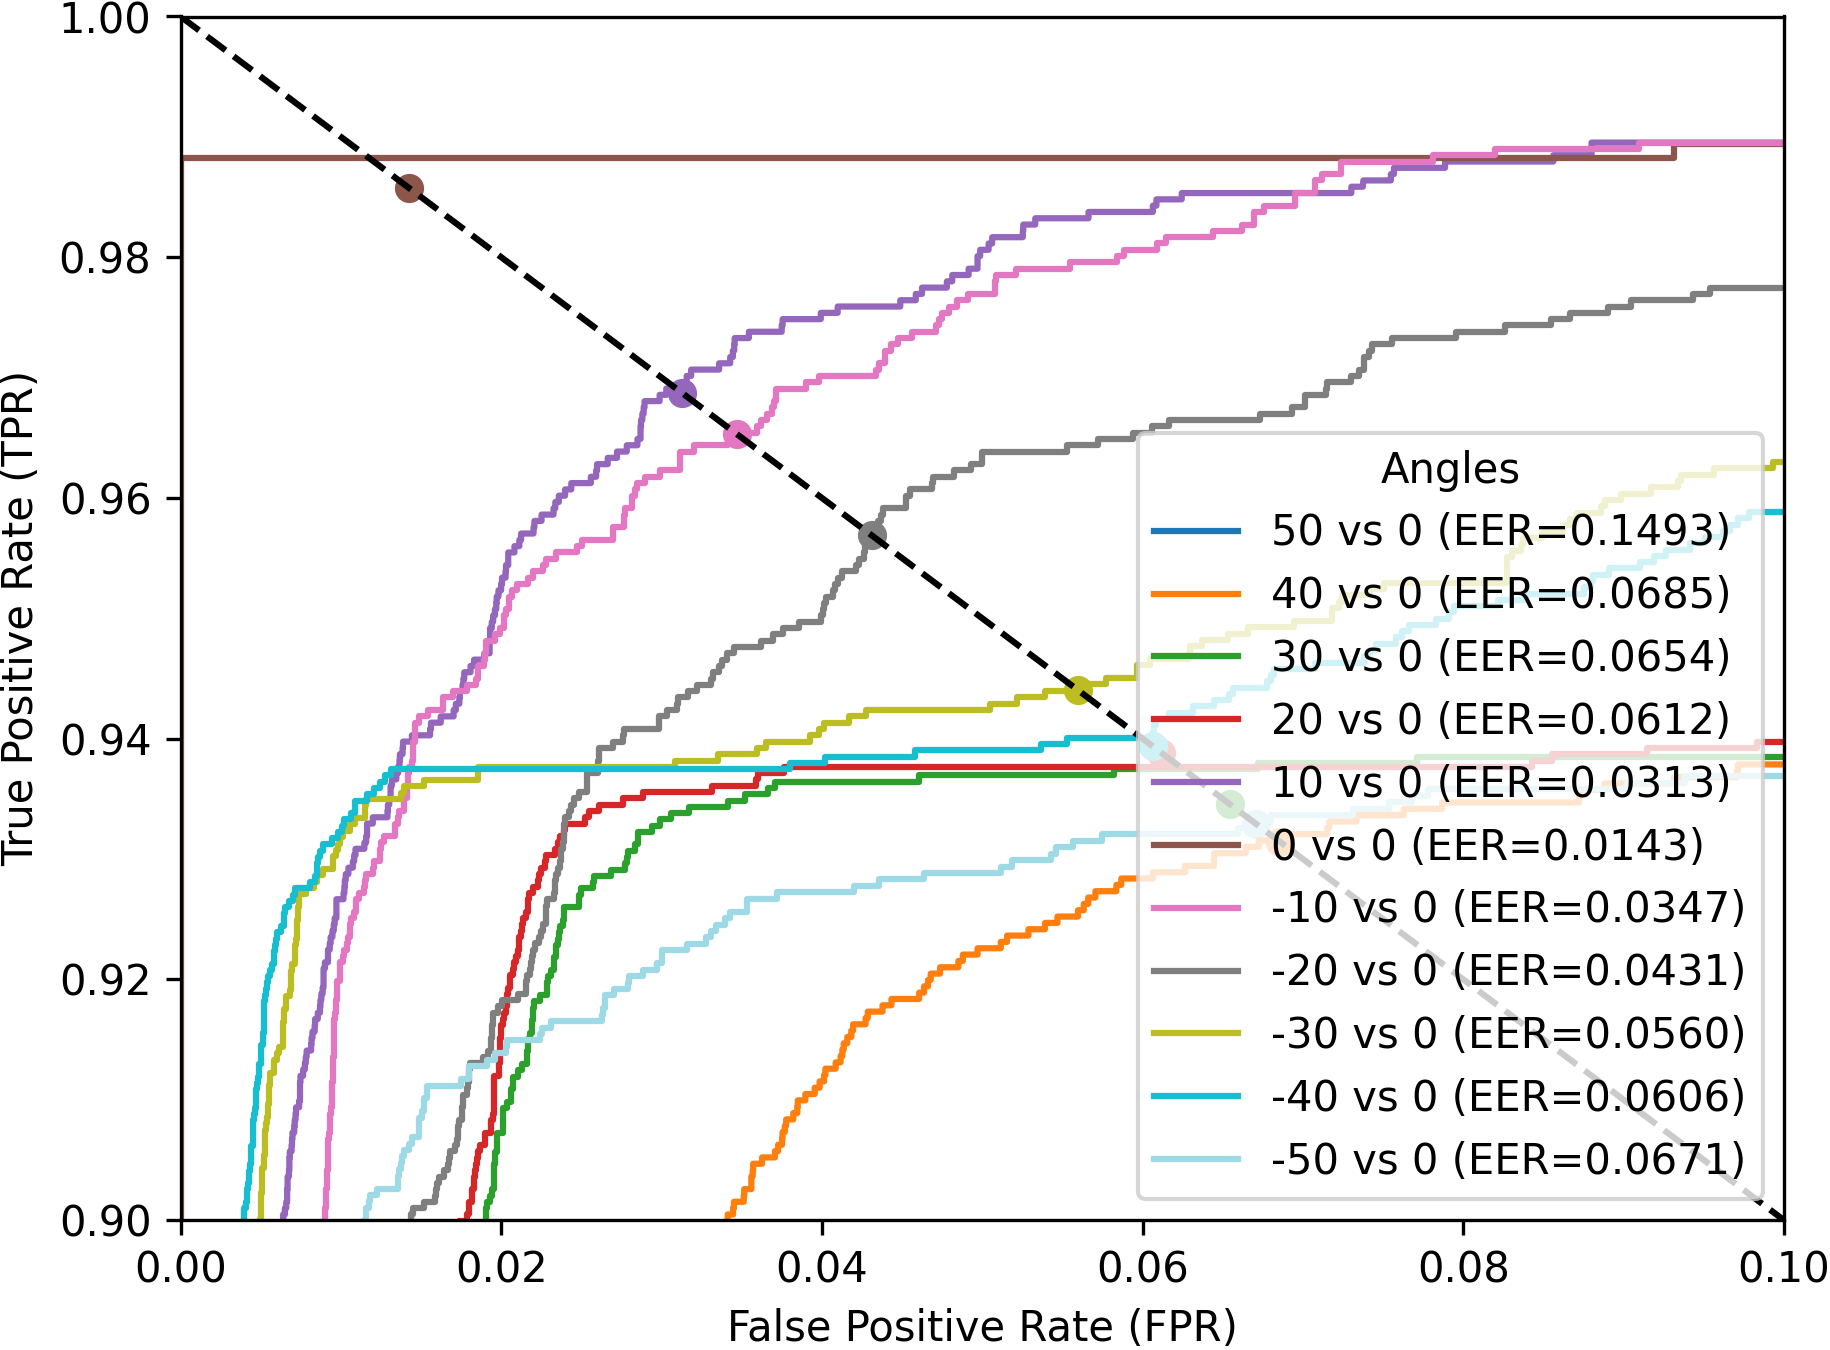 1.00
0.98
0.96
0.94
0.92
0.90
True Positive Rate (TPR)
Angles
50 vs 0 (EER=0.1493)
40 vs 0 (EER=0.0685)
30 vs 0 (EER=0.0654)
20 vs 0 (EER=0.0612)
10 vs 0 (EER=0.0313)
0 vs 0 (EER=0.0143)
-10 vs 0 (EER=0.0347)
-20 vs 0 (EER=0.0431)
-30 vs 0 (EER=0.0560)
-40 vs 0 (EER=0.0606)
-50 vs 0 (EER=0.0671)
0.00 0.02 0.04 0.06 0.08 0.10
False Positive Rate (FPR)